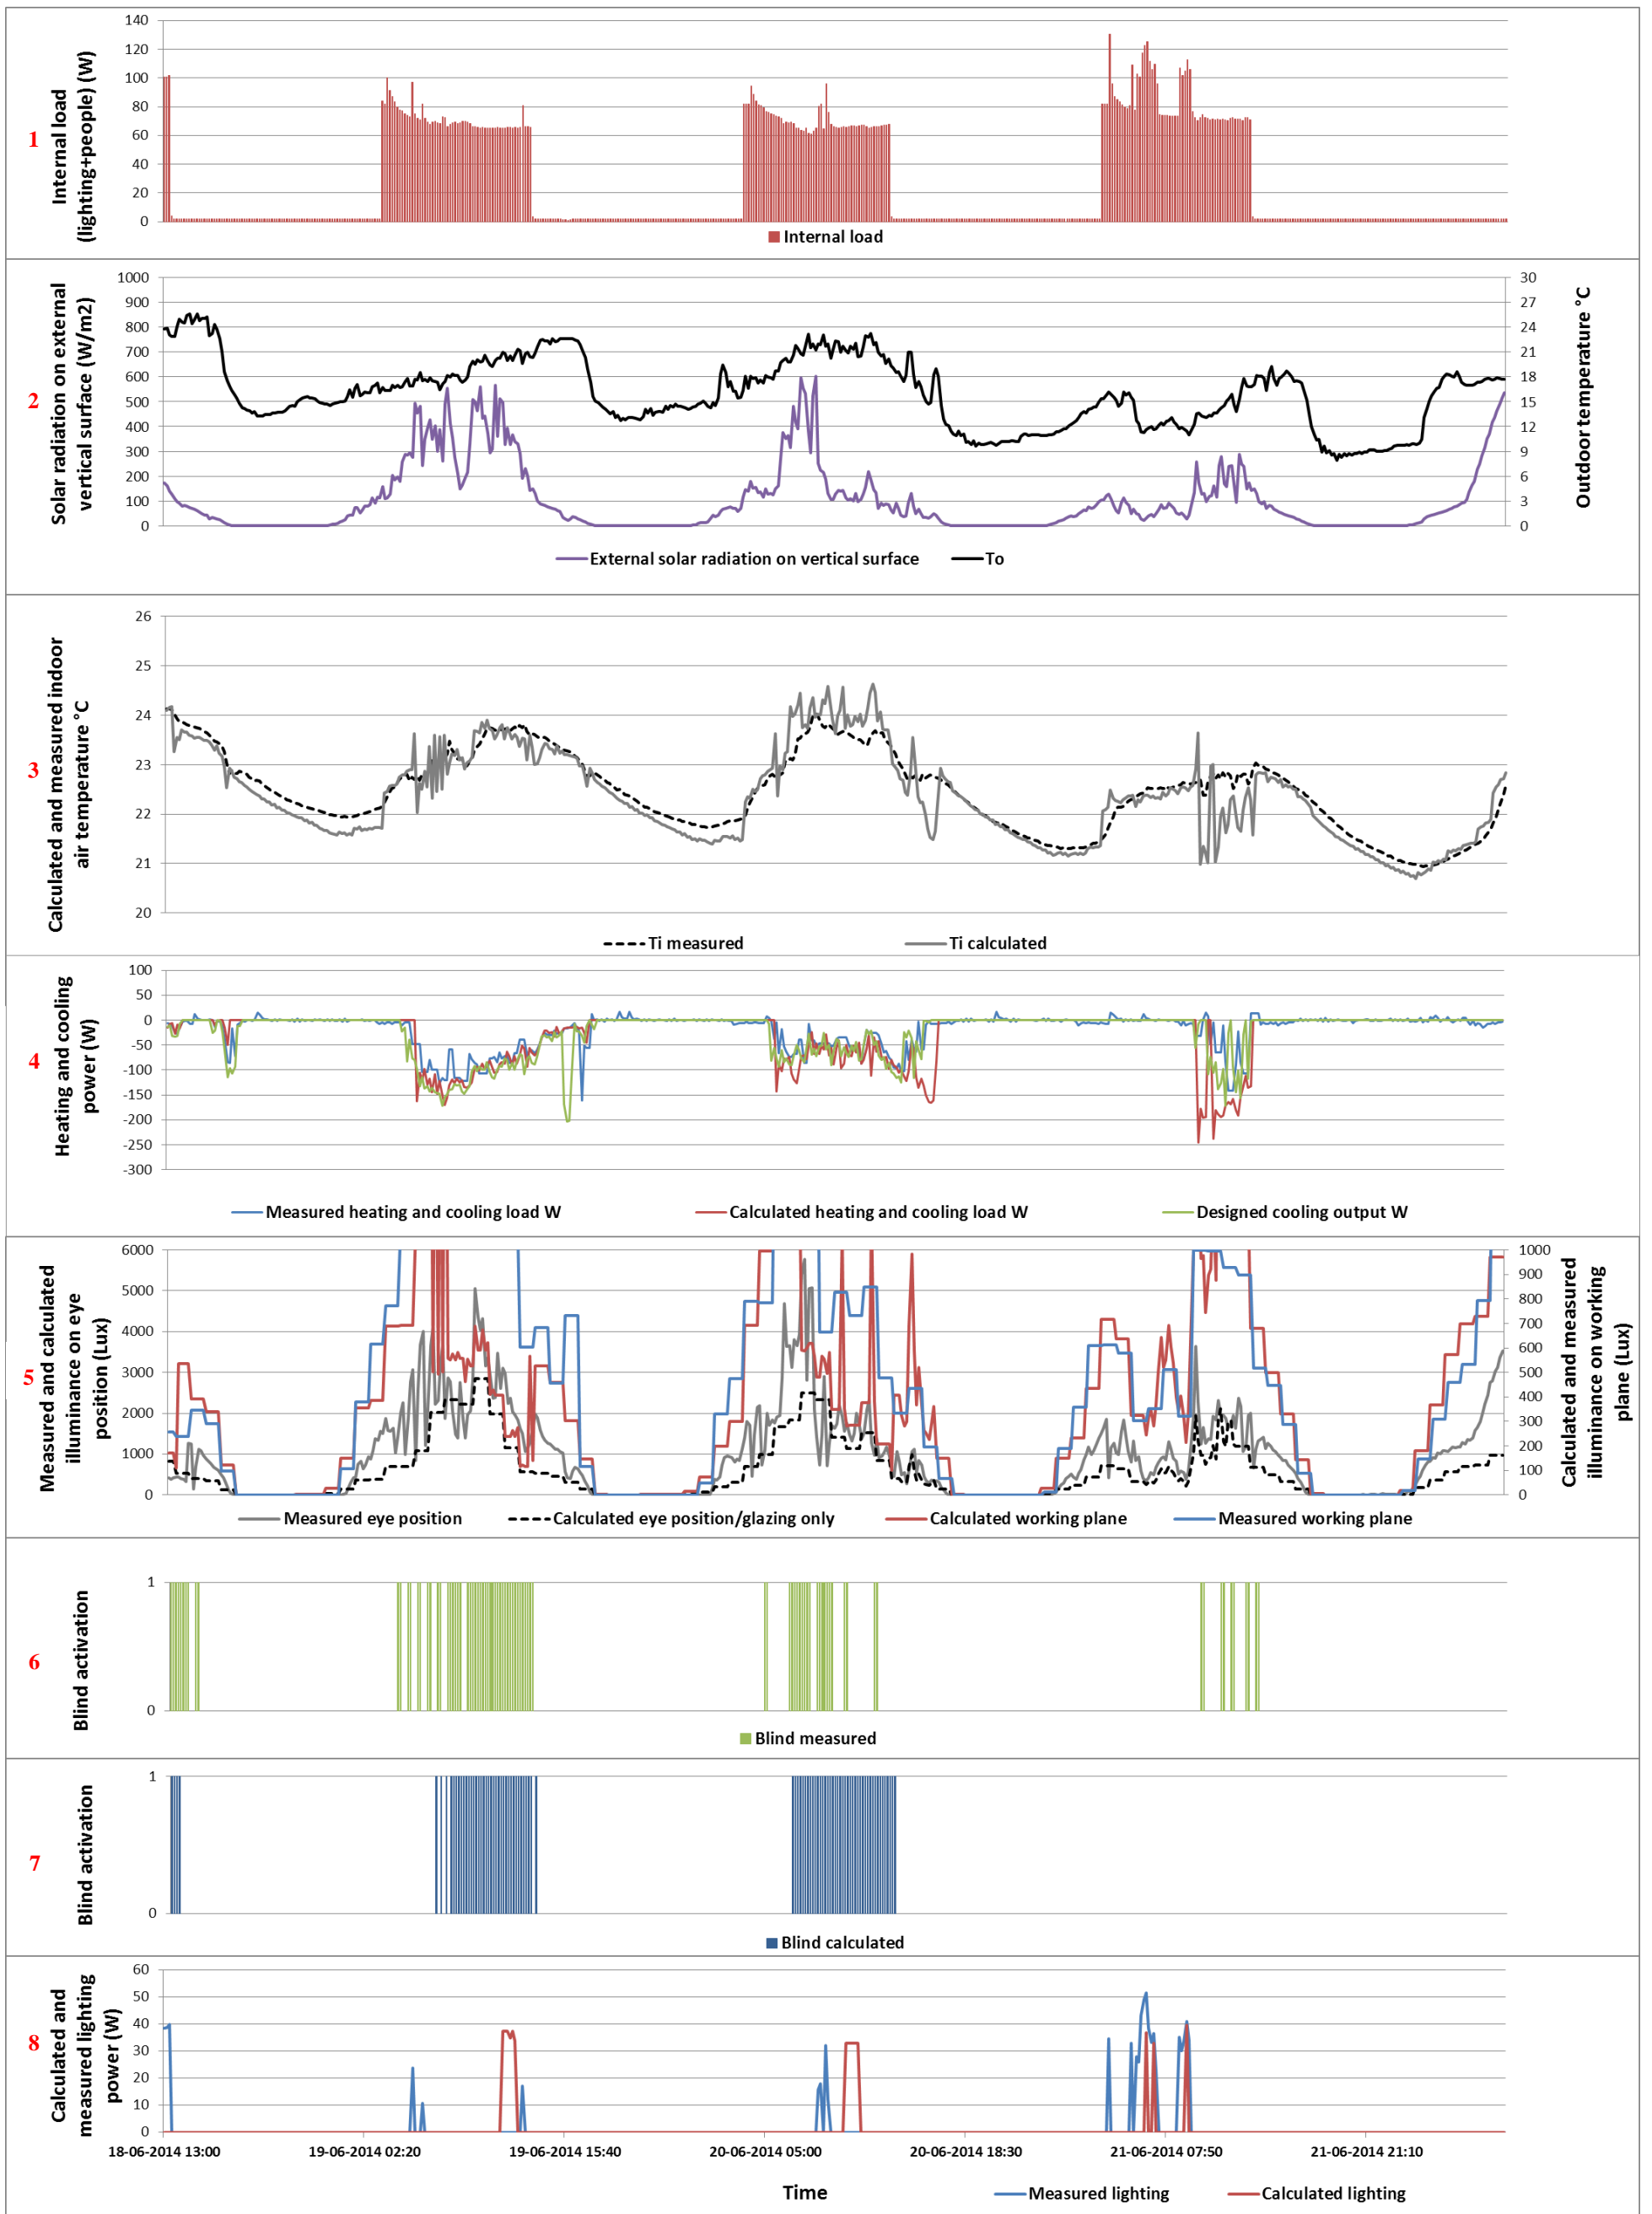 1
Internal load
(lighting+people) (W)
140
120
100
80
60
40
20
0
Internal load
2
Solar radiation on external
vertical surface (W/m2)
1000
900
800
700
600
500
400
300
200
100
0
30
27
24
21
18
15
12
9
6
3
0
Outdoor temperature °C
External solar radiation on vertical surface
To
3
Calculated and measured indoor
air temperature °C
26
25
24
23
22
21
20
Ti measured
Ti calculated
4
Heating and cooling
power (W)
100
50
0
-50
-100
-150
-200
-250
-300
Measured heating and cooling load W
Calculated heating and cooling load W
Designed cooling output W
5
Measured and calculated
illuminance on eye
position (Lux)
6000
5000
4000
3000
2000
1000
0
1000
900
800
700
600
500
400
300
200
100
0
Calculated and measured
illuminance on working
plane (Lux)
Measured eye position
Calculated eye position/glazing only
Calculated working plane
Measured working plane
6
Blind activation
1
0
Blind measured
7
Blind activation
1
0
Blind calculated
8
Calculated and
measured lighting
power (W)
60
50
40
30
20
10
0
18-06-2014 13:00
19-06-2014 02:20
19-06-2014 15:40
20-06-2014 05:00
20-06-2014 18:30
21-06-2014 07:50
21-06-2014 21:10
Time
Measured lighting
Calculated lighting